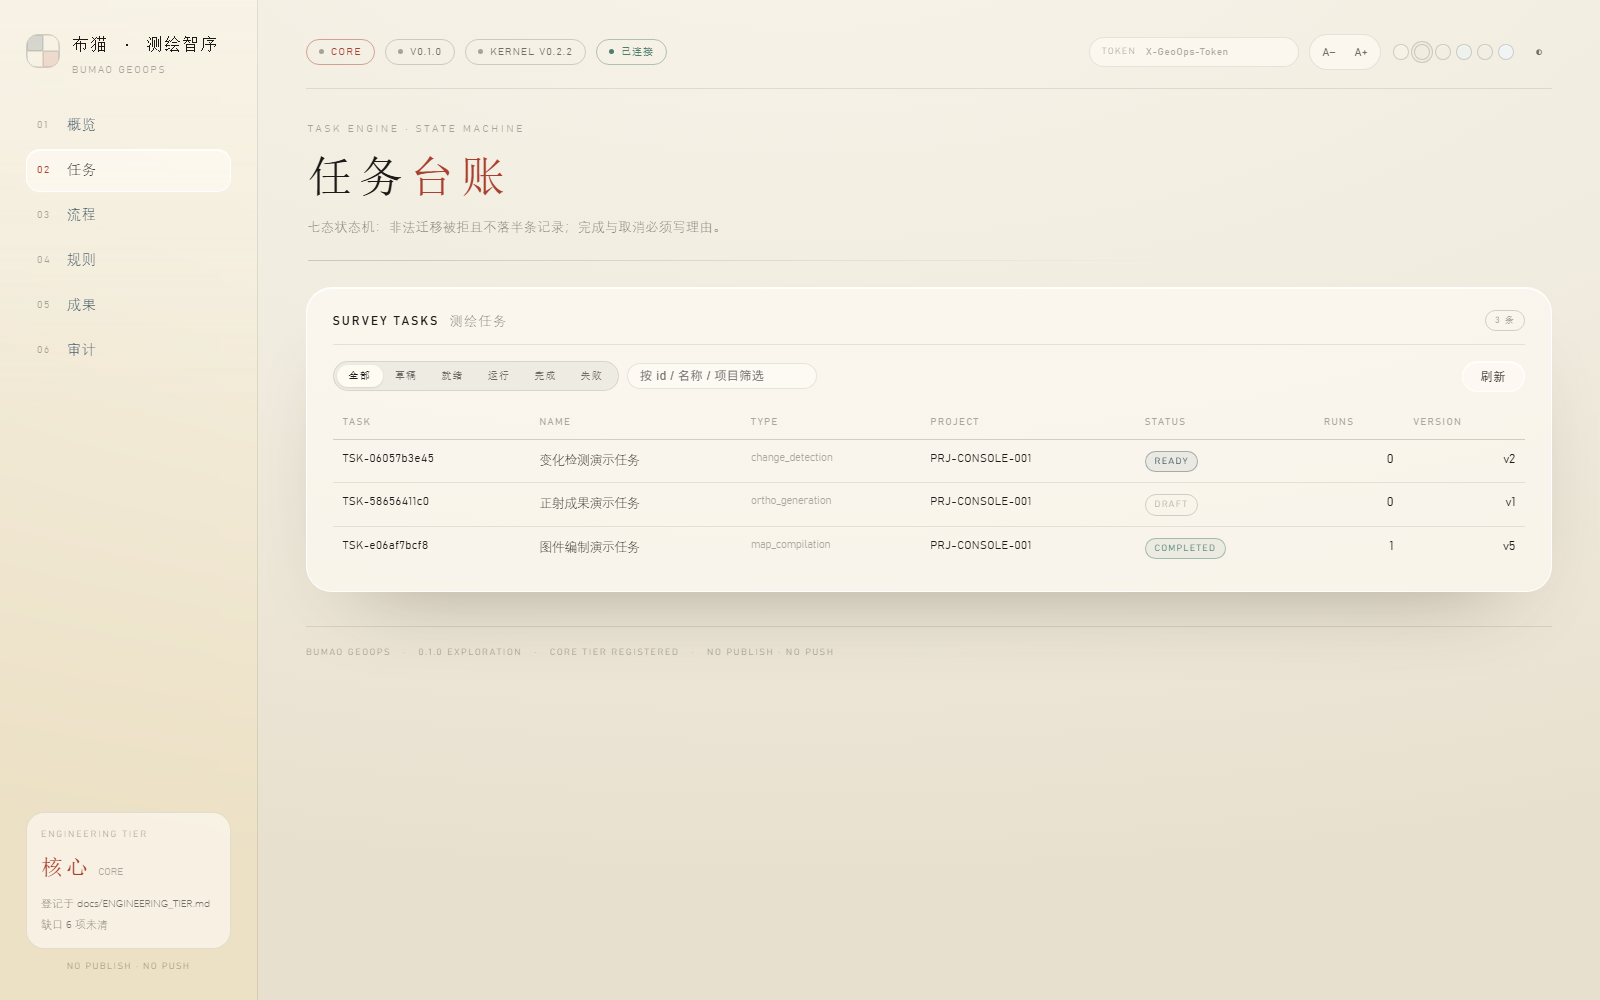 布猫 · 测绘智序
BUMAO GEOOPS
01 概览
02 任务
03 流程
04 规则
05 成果
06 审计
ENGINEERING TIER
核心 CORE
登记于 docs/ENGINEERING_TIER.md
缺口 6 项未清
NO PUBLISH · NO PUSH
CORE V0.1.0 KERNEL V0.2.2 已连接
TOKEN X-GeoOps-Token A− A+
TASK ENGINE · STATE MACHINE
任务台账
七态状态机：非法迁移被拒且不落半条记录；完成与取消必须写理由。
SURVEY TASKS 测绘任务 3 条
全部 草稿 就绪 运行 完成 失败 按 id / 名称 / 项目筛选 刷新
TASK NAME TYPE PROJECT STATUS RUNS VERSION
TSK-06057b3e45 变化检测演示任务 change_detection PRJ-CONSOLE-001 READY 0 v2
TSK-58656411c0 正射成果演示任务 ortho_generation PRJ-CONSOLE-001 DRAFT 0 v1
TSK-e06af7bcf8 图件编制演示任务 map_compilation PRJ-CONSOLE-001 COMPLETED 1 v5
BUMAO GEOOPS · 0.1.0 EXPLORATION · CORE TIER REGISTERED · NO PUBLISH · NO PUSH